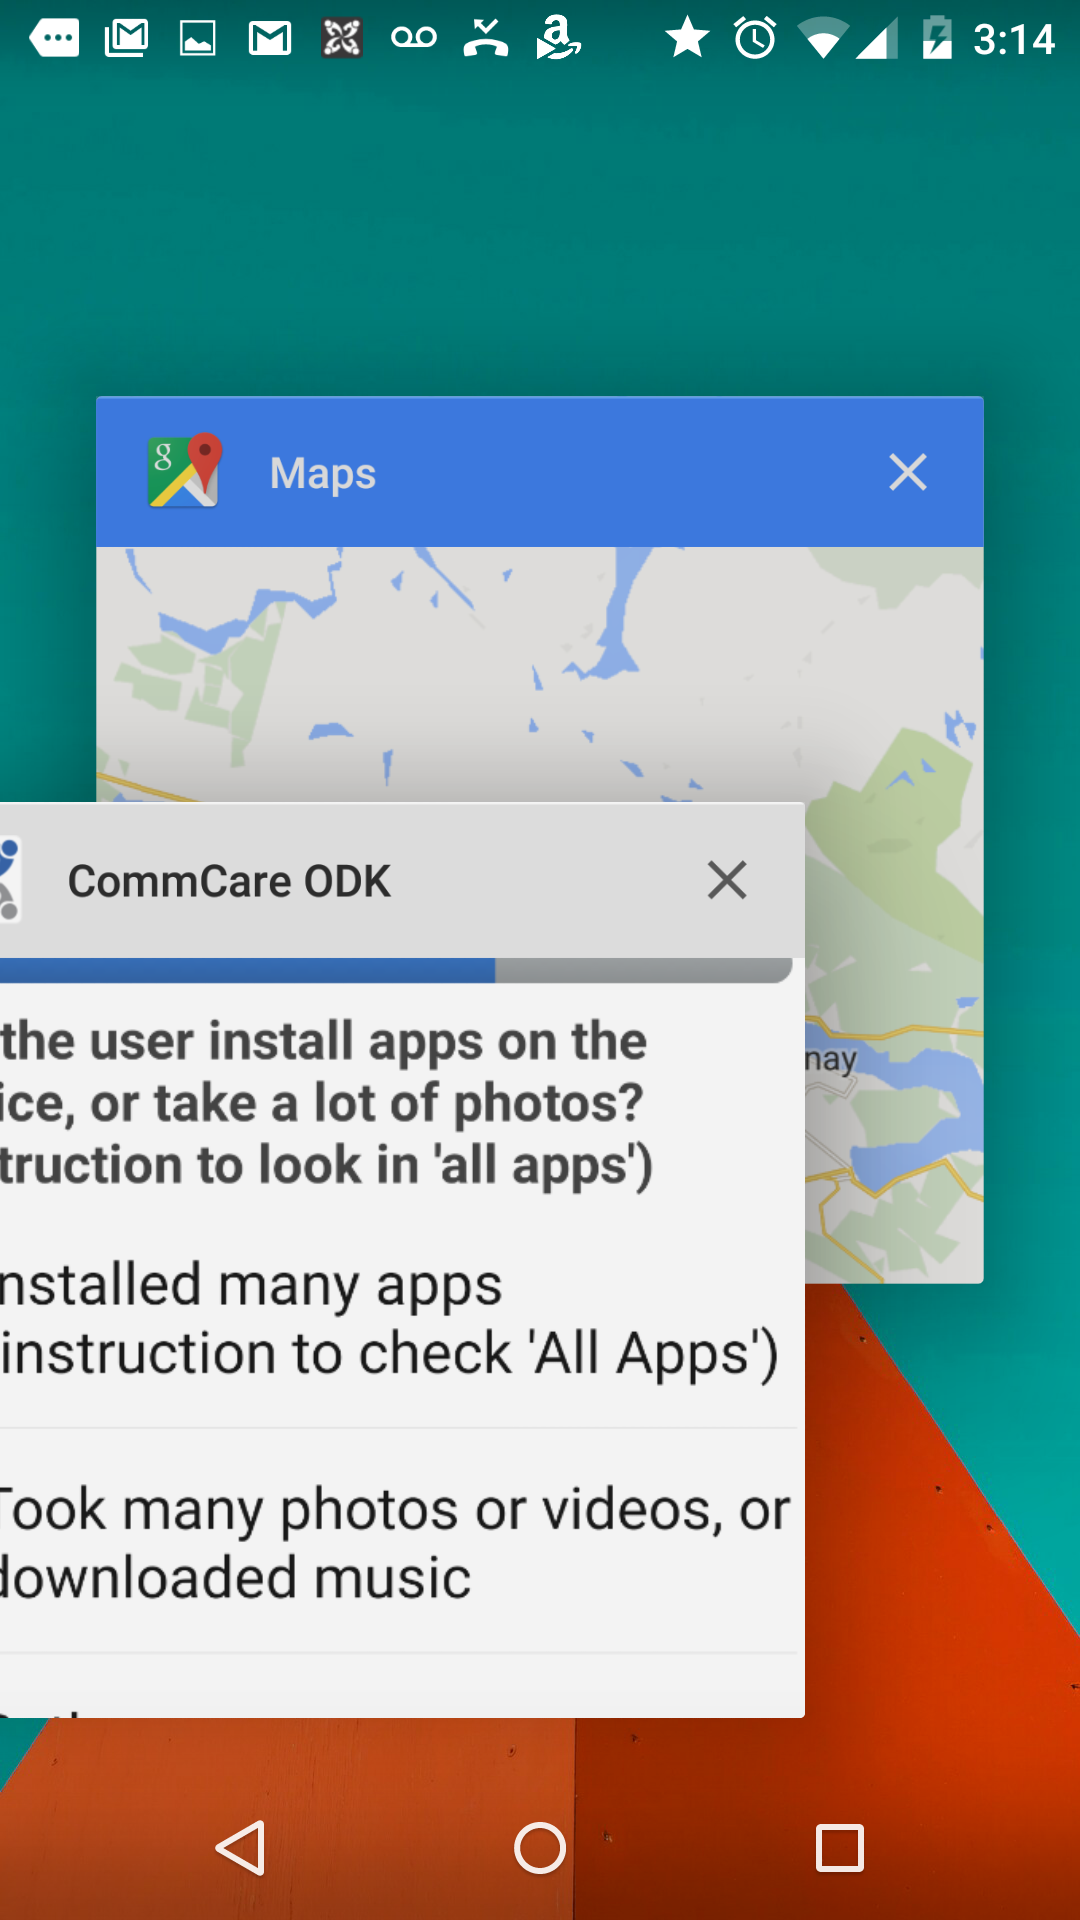 3:14
Maps
CommCare ODK
the user install apps on the
ice, or take a lot of photos?
truction to look in 'all apps')
nay
nstalled many apps
instruction to check 'All Apps')
Took many photos or videos, or
downloaded music